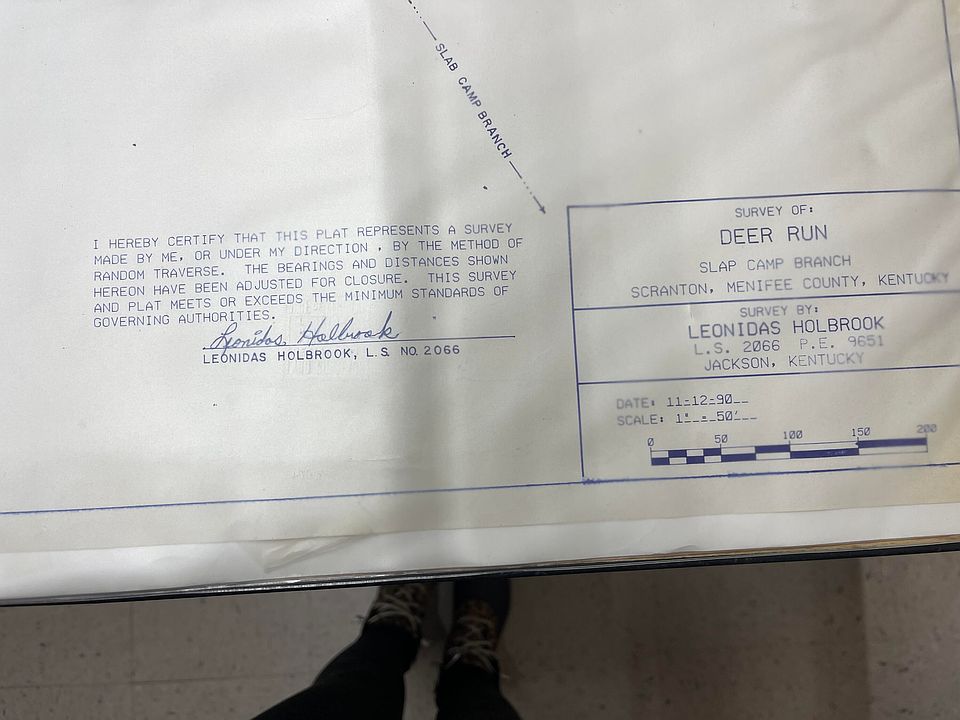 SLAB CAMP BRANCH
I HEREBY CERTIFY THAT THIS PLAT REPRESENTS A SURVEY
MADE BY ME, OR UNDER MY DIRECTION , BY THE METHOD OF
RANDOM TRAVERSE. THE BEARINGS AND DISTANCES SHOWN
HEREON HAVE BEEN ADJUSTED FOR CLOSURE. THIS SURVEY
AND PLAT MEETS OR EXCEEDS THE MINIMUM STANDARDS OF
GOVERNING AUTHORITIES.
Leonidas Holbrook
LEONIDAS HOLBROOK, L.S. NO. 2066
SURVEY OF:
DEER RUN
SLAP CAMP BRANCH
SCRANTON, MENIFEE COUNTY, KENTUCKY
SURVEY BY:
LEONIDAS HOLBROOK
L.S. 2066 P.E. 9651
JACKSON, KENTUCKY
DATE: 11-12-90
SCALE: 1" = 50'
0 50 100 150 200